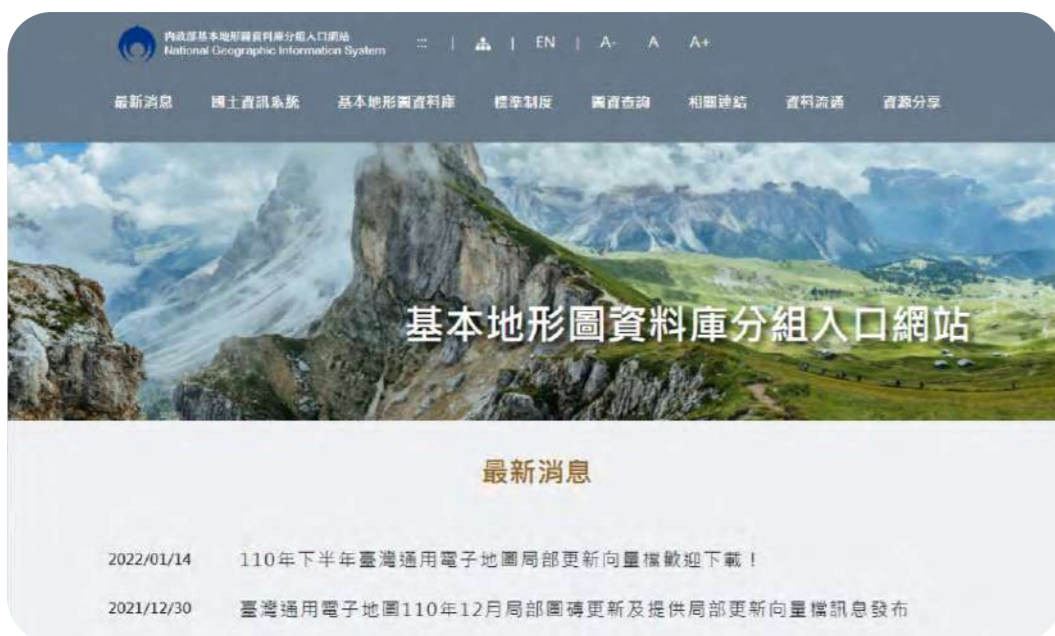 內政部基本地形圖資料庫分組入口網站
National Geographic Information System
::: | | EN | A- A A+
最新消息 國土資訊系統 基本地形圖資料庫 標準制度 圖資查詢 相關連結 資料流通 資源分享
基本地形圖資料庫分組入口網站
最新消息
2022/01/14 110年下半年臺灣通用電子地圖局部更新向量檔歡迎下載！
2021/12/30 臺灣通用電子地圖110年12月局部圖磚更新及提供局部更新向量檔訊息發布